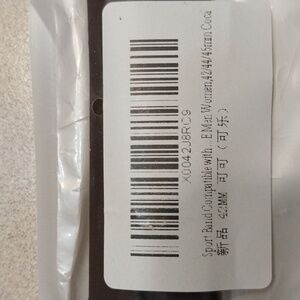 X0042J8RC9
Sport Band Compatible with ...E Men Women,42/44/45mm Coca
新品 42MM 可可(可乐)